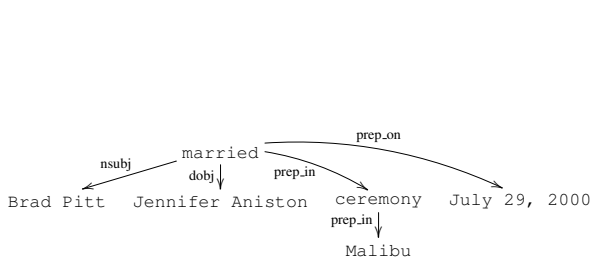 prep_on
married
nsubj
dobj
prep_in
Brad Pitt Jennifer Aniston ceremony July 29, 2000
prep_in
Malibu